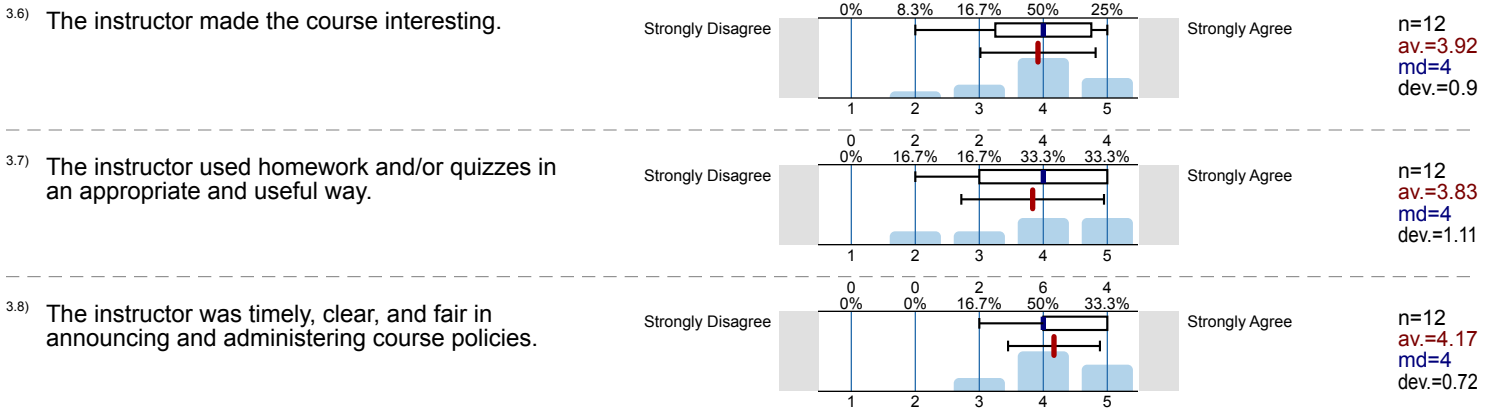 0% 8.3% 16.7% 50% 25%
3.6) The instructor made the course interesting.
Strongly Disagree
Strongly Agree
n=12
av.=3.92
md=4
dev.=0.9
1 2 3 4 5
0 2 2 4 4
0% 16.7% 16.7% 33.3% 33.3%
3.7) The instructor used homework and/or quizzes in
an appropriate and useful way.
Strongly Disagree
Strongly Agree
n=12
av.=3.83
md=4
dev.=1.11
1 2 3 4 5
0 0 2 6 4
0% 0% 16.7% 50% 33.3%
3.8) The instructor was timely, clear, and fair in
announcing and administering course policies.
Strongly Disagree
Strongly Agree
n=12
av.=4.17
md=4
dev.=0.72
1 2 3 4 5